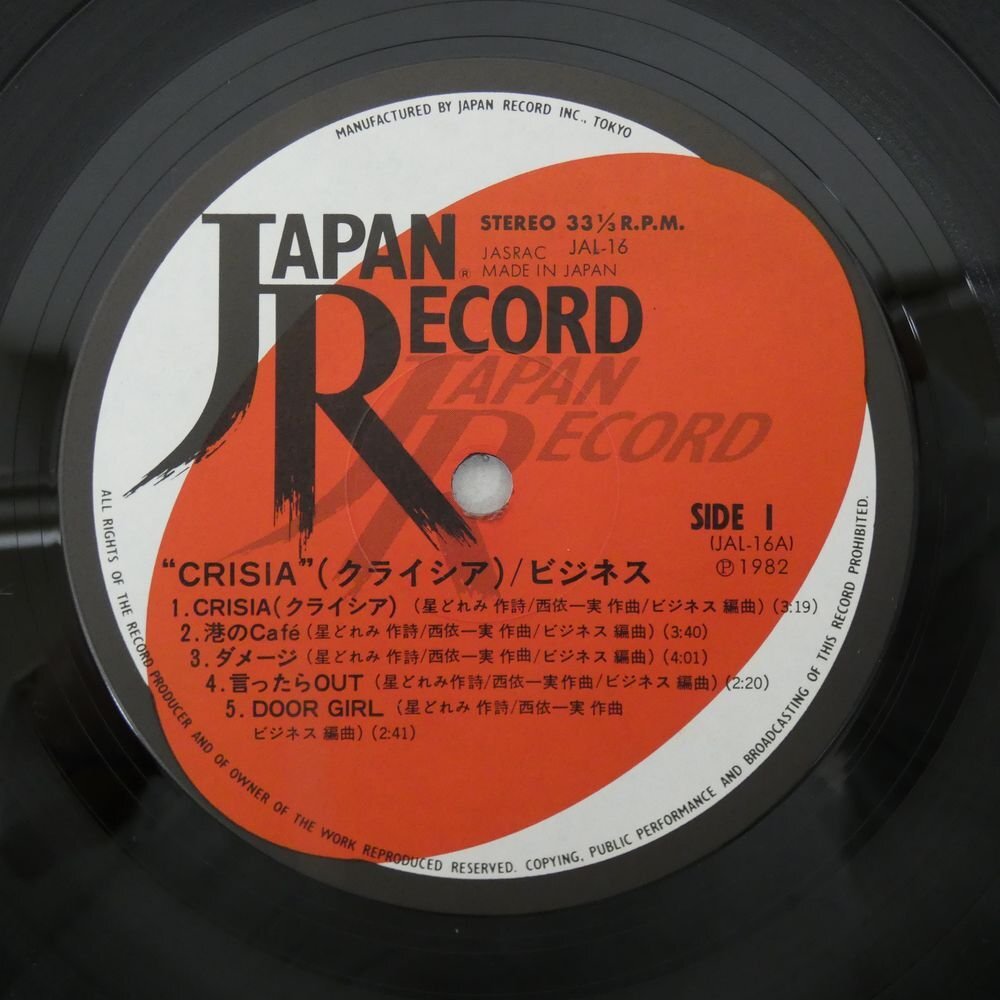 MANUFACTURED BY JAPAN RECORD INC., TOKYO
JAPAN
RECORD
®
STEREO 33⅓ R.P.M.
JASRAC JAL-16
MADE IN JAPAN
JAPAN
RECORD
SIDE 1
(JAL-16A)
Ⓟ1982
“CRISIA”(クライシア)/ビジネス
1. CRISIA(クライシア) (星どれみ 作詩/西依一実 作曲/ビジネス 編曲) (3:19)
2. 港のCafé (星どれみ 作詩/西依一実 作曲/ビジネス 編曲) (3:40)
3. ダメージ (星どれみ 作詩/西依一実 作曲/ビジネス 編曲) (4:01)
4. 言ったらOUT (星どれみ作詩/西依一実作曲/ビジネス 編曲) (2:20)
5. DOOR GIRL (星どれみ 作詩/西依一実 作曲
ビジネス 編曲) (2:41)
ALL RIGHTS OF THE RECORD PRODUCER AND OF OWNER OF THE WORK REPRODUCED RESERVED. COPYING, PUBLIC PERFORMANCE AND BROADCASTING OF THIS RECORD PROHIBITED.